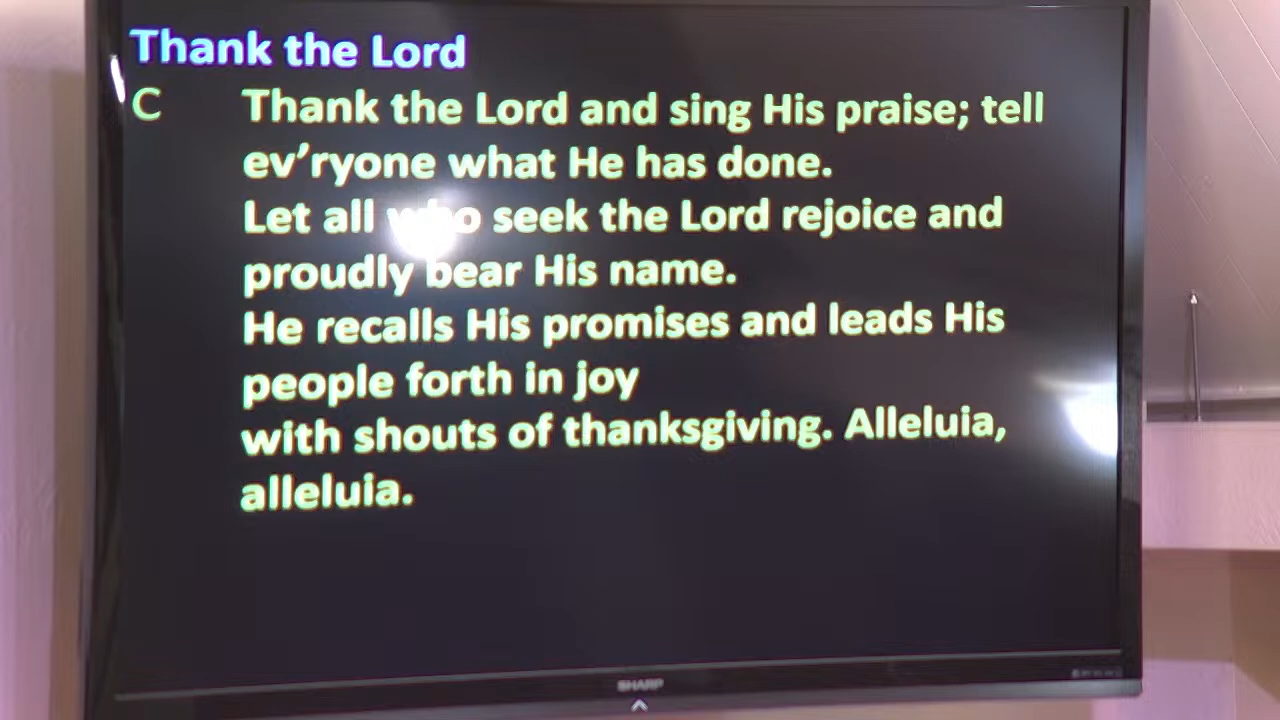 Thank the Lord
C Thank the Lord and sing His praise; tell
ev’ryone what He has done.
Let all who seek the Lord rejoice and
proudly bear His name.
He recalls His promises and leads His
people forth in joy
with shouts of thanksgiving. Alleluia,
alleluia.
SHARP